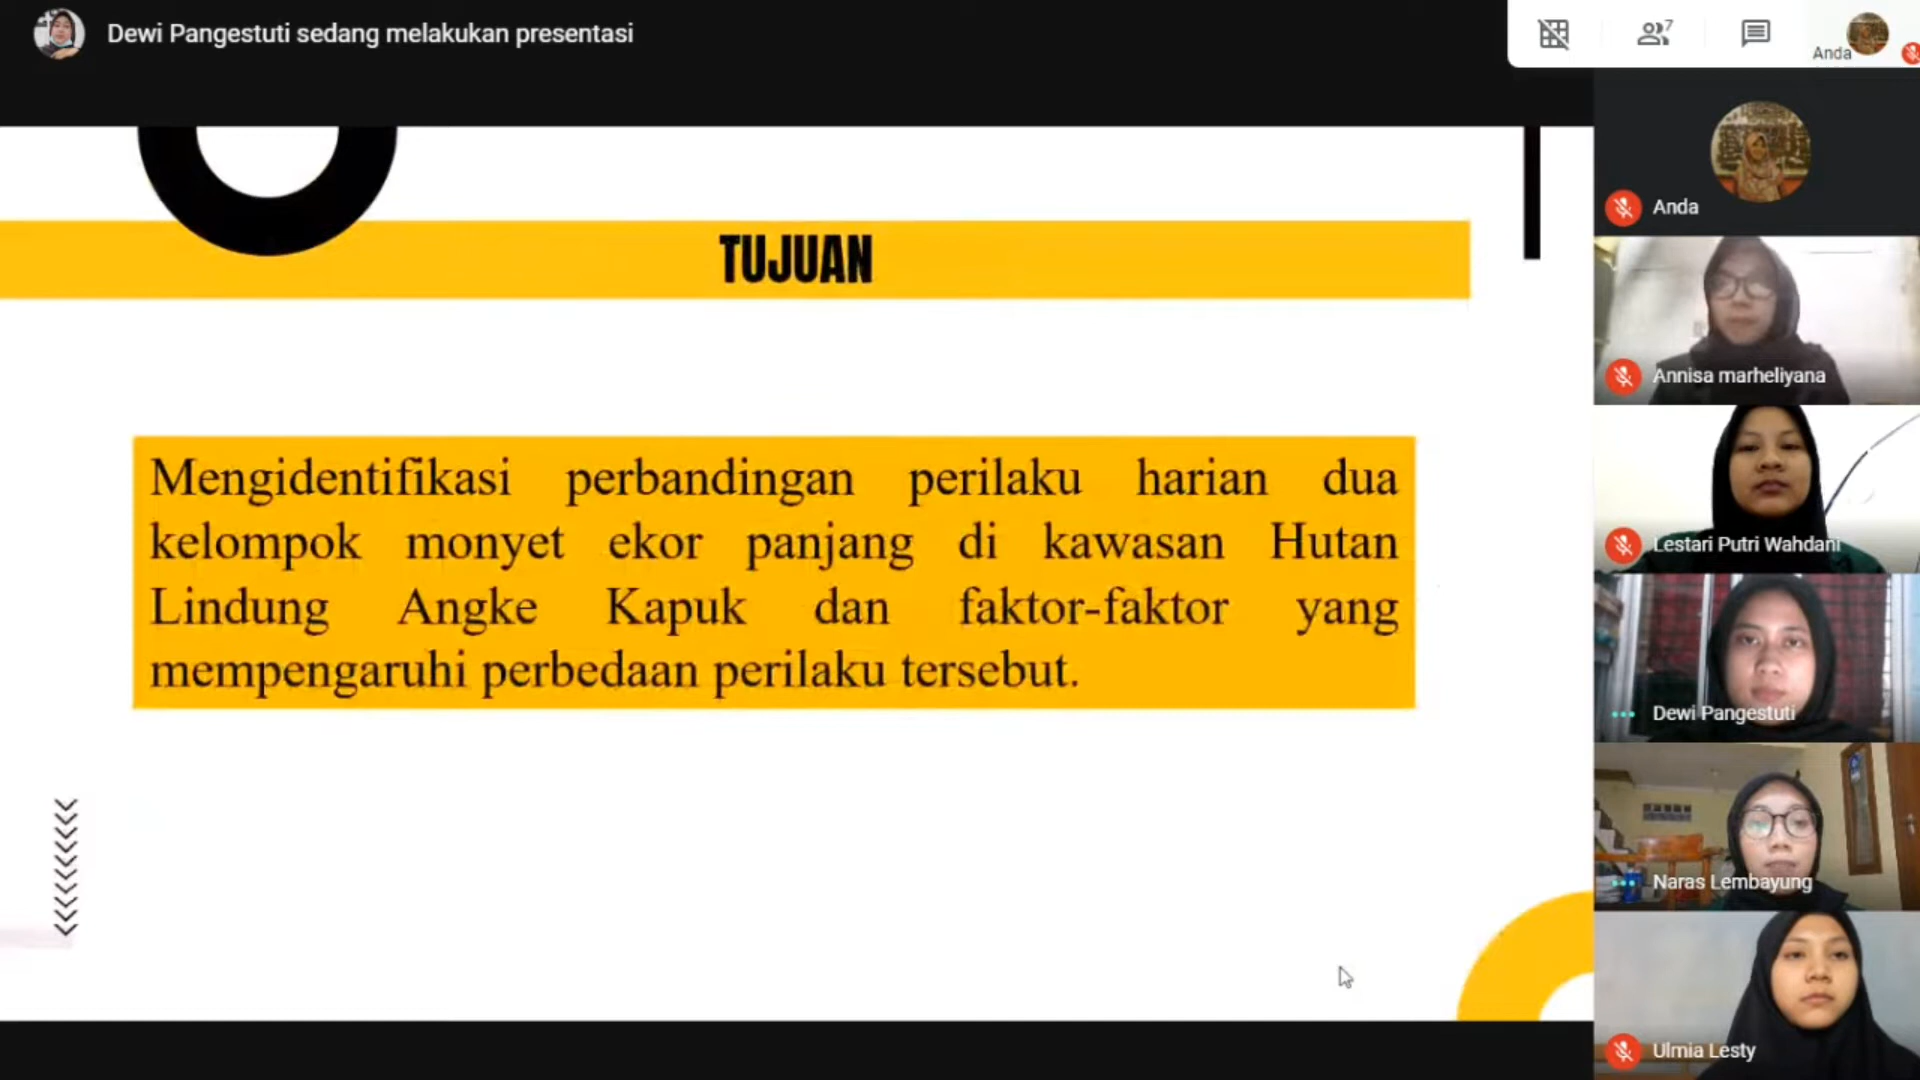 Dewi Pangestuti sedang melakukan presentasi
7
Anda
TUJUAN
Mengidentifikasi perbandingan perilaku harian dua
kelompok monyet ekor panjang di kawasan Hutan
Lindung Angke Kapuk dan faktor-faktor yang
mempengaruhi perbedaan perilaku tersebut.
Anda
Annisa marheliyana
Lestari Putri Wahdani
Dewi Pangestuti
Naras Lembayung
Ulmia Lesty